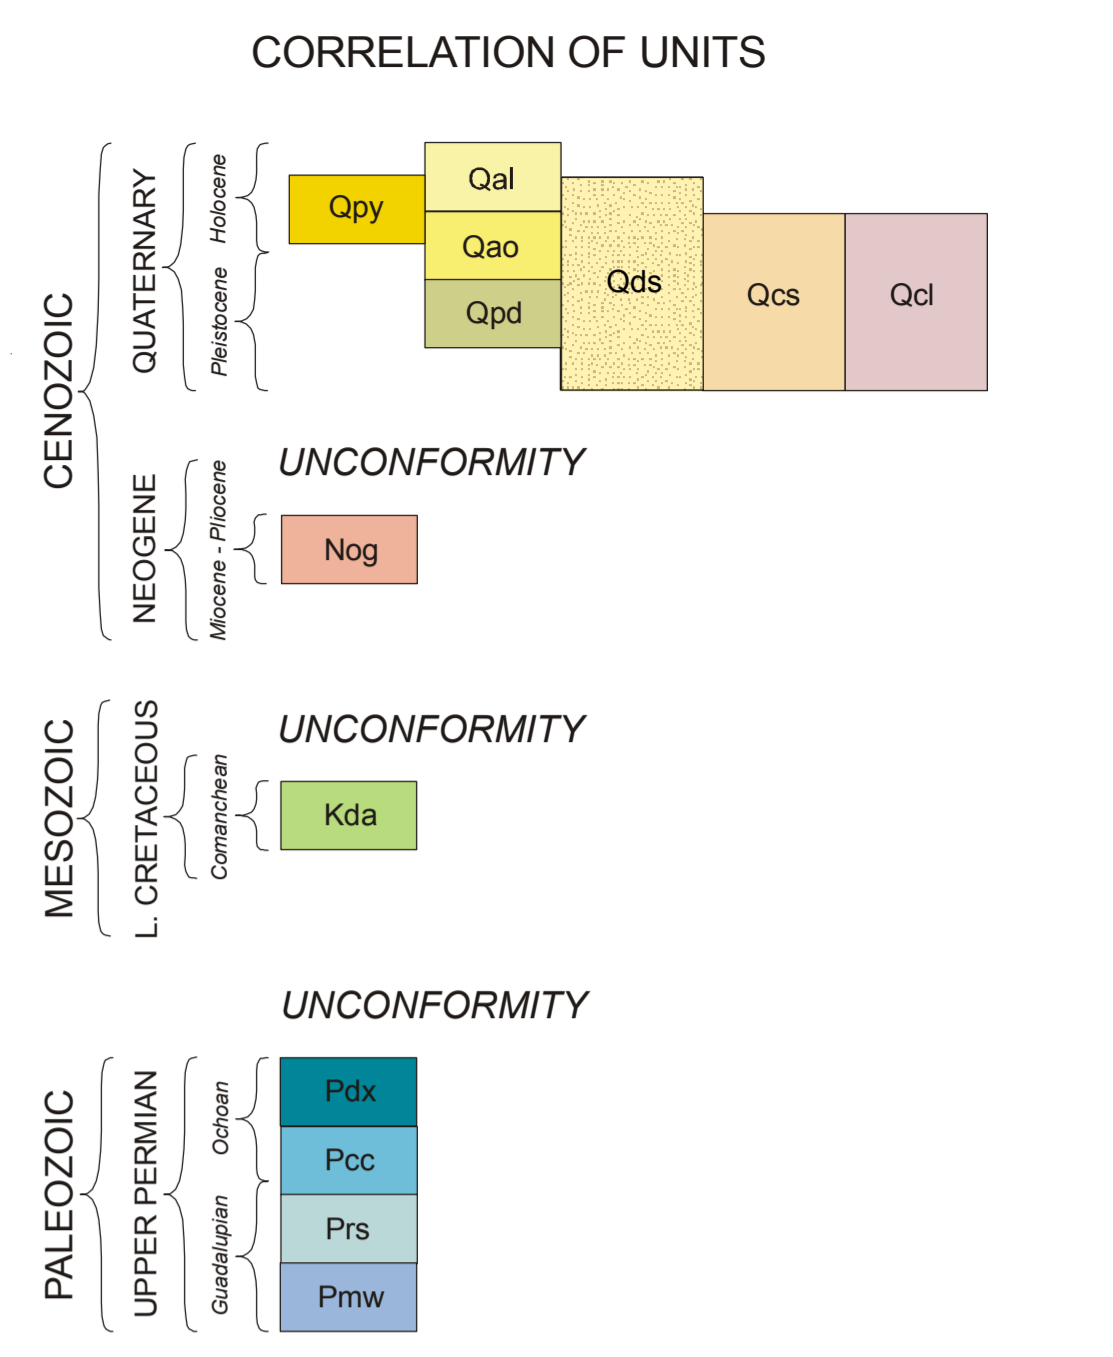 CORRELATION OF UNITS
CENOZOIC
QUATERNARY
Holocene
Pleistocene
Qpy
Qal
Qao
Qpd
Qds
Qcs
Qcl
UNCONFORMITY
NEOGENE
Miocene - Pliocene
Nog
UNCONFORMITY
MESOZOIC
L. CRETACEOUS
Comanchean
Kda
UNCONFORMITY
PALEOZOIC
UPPER PERMIAN
Ochoan
Guadalupian
Pdx
Pcc
Prs
Pmw